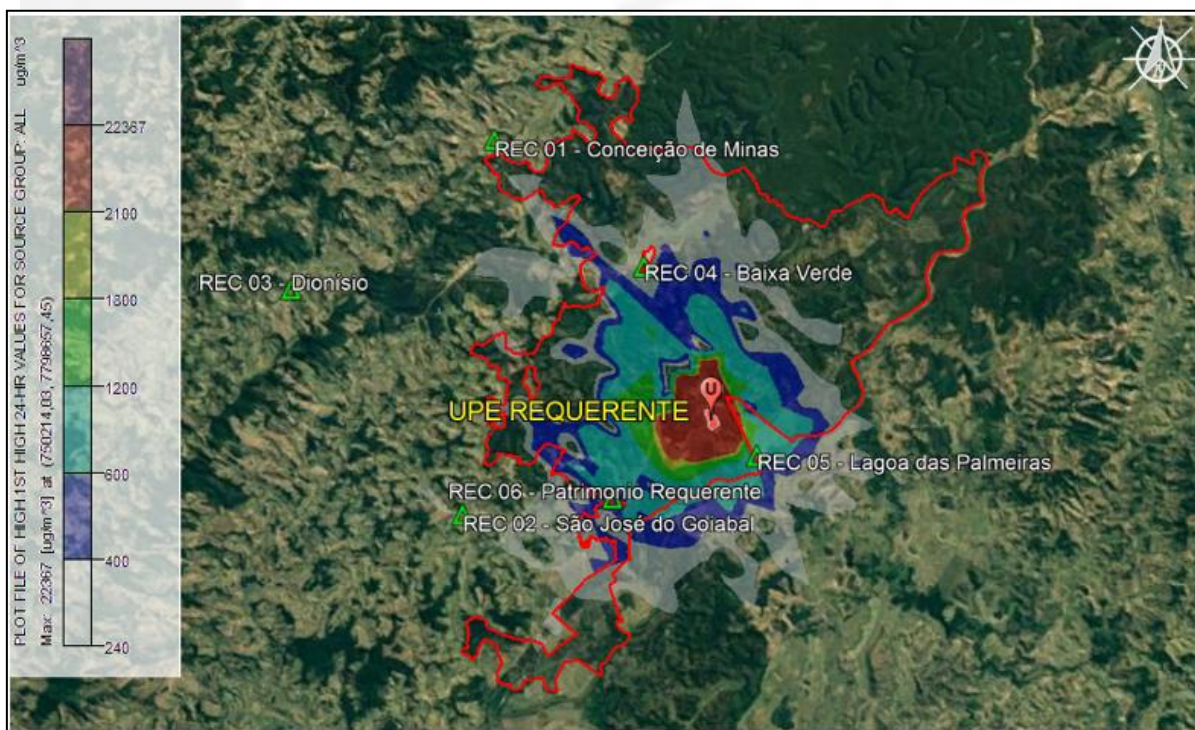 PLOT FILE OF HIGH 1ST HIGH 24-HR VALUES FOR SOURCE GROUP: ALL ug/m^3
Max: 22367 [ug/m^3] at (750214,03, 7798657,45)
22367
2100
1800
1200
600
400
240
N
REC 01 - Conceição de Minas
REC 03 - Dionísio
REC 04 - Baixa Verde
U
UPE REQUERENTE
REC 05 - Lagoa das Palmeiras
REC 06 - Patrimonio Requerente
REC 02 - São José do Goiabal